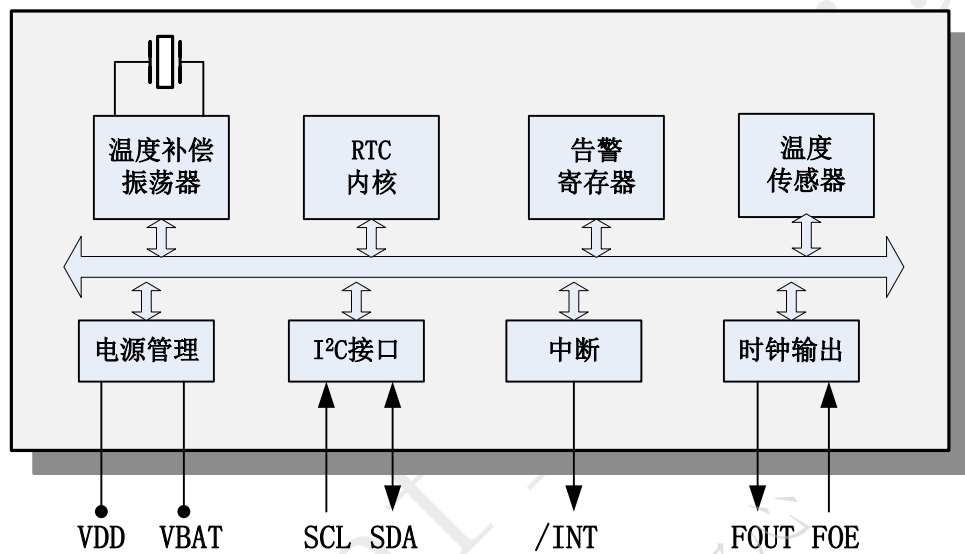 温度补偿
振荡器
RTC
内核
告警
寄存器
温度
传感器
电源管理
I²C接口
中断
时钟输出
VDD
VBAT
SCL
SDA
/INT
FOUT
FOE